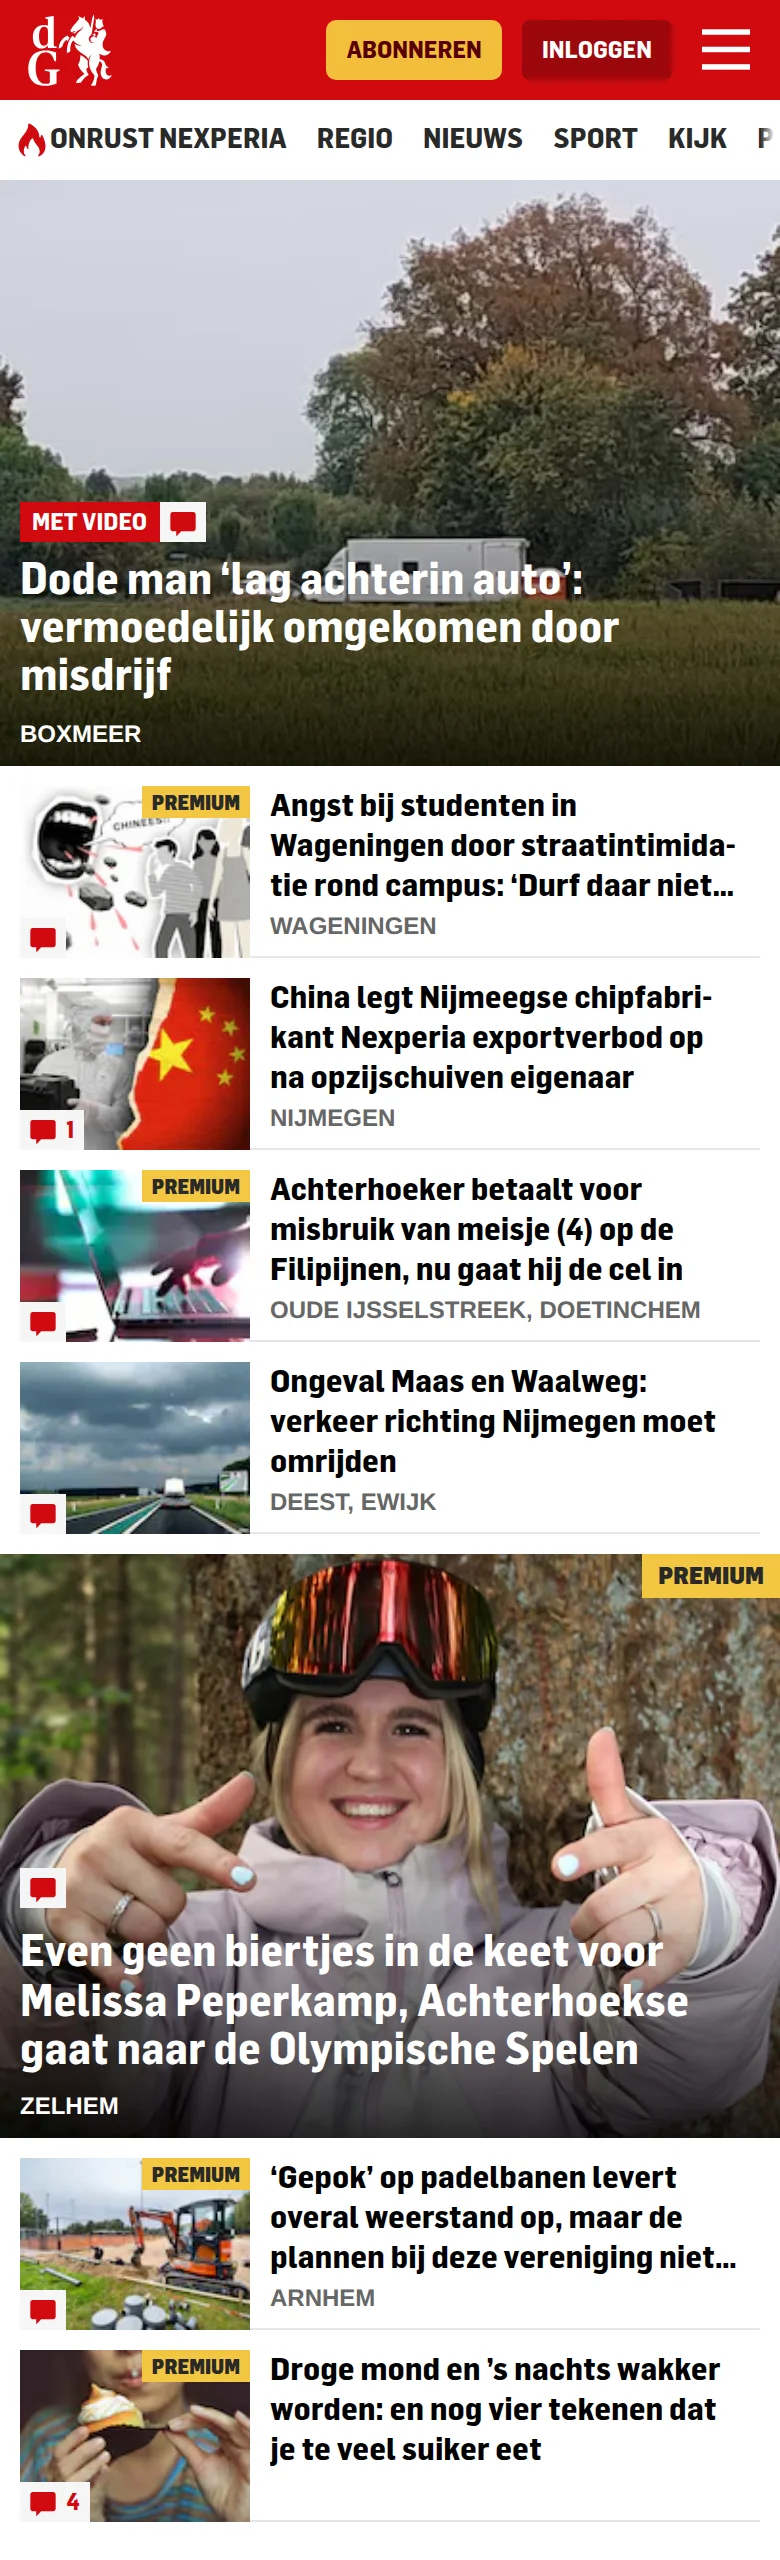 dG
ABONNEREN
INLOGGEN
ONRUST NEXPERIA
REGIO
NIEUWS
SPORT
KIJK
P
MET VIDEO
Dode man ‘lag achterin auto’:
vermoedelijk omgekomen door
misdrijf
BOXMEER
PREMIUM
CHINEES!!
Angst bij studenten in
Wageningen door straatintimida-
tie rond campus: ‘Durf daar niet...
WAGENINGEN
China legt Nijmeegse chipfabri-
kant Nexperia exportverbod op
na opzijschuiven eigenaar
1
NIJMEGEN
PREMIUM
Achterhoeker betaalt voor
misbruik van meisje (4) op de
Filipijnen, nu gaat hij de cel in
OUDE IJSSELSTREEK, DOETINCHEM
Ongeval Maas en Waalweg:
verkeer richting Nijmegen moet
omrijden
DEEST, EWIJK
PREMIUM
Even geen biertjes in de keet voor
Melissa Peperkamp, Achterhoekse
gaat naar de Olympische Spelen
ZELHEM
PREMIUM
‘Gepok’ op padelbanen levert
overal weerstand op, maar de
plannen bij deze vereniging niet...
ARNHEM
PREMIUM
Droge mond en ’s nachts wakker
worden: en nog vier tekenen dat
je te veel suiker eet
4